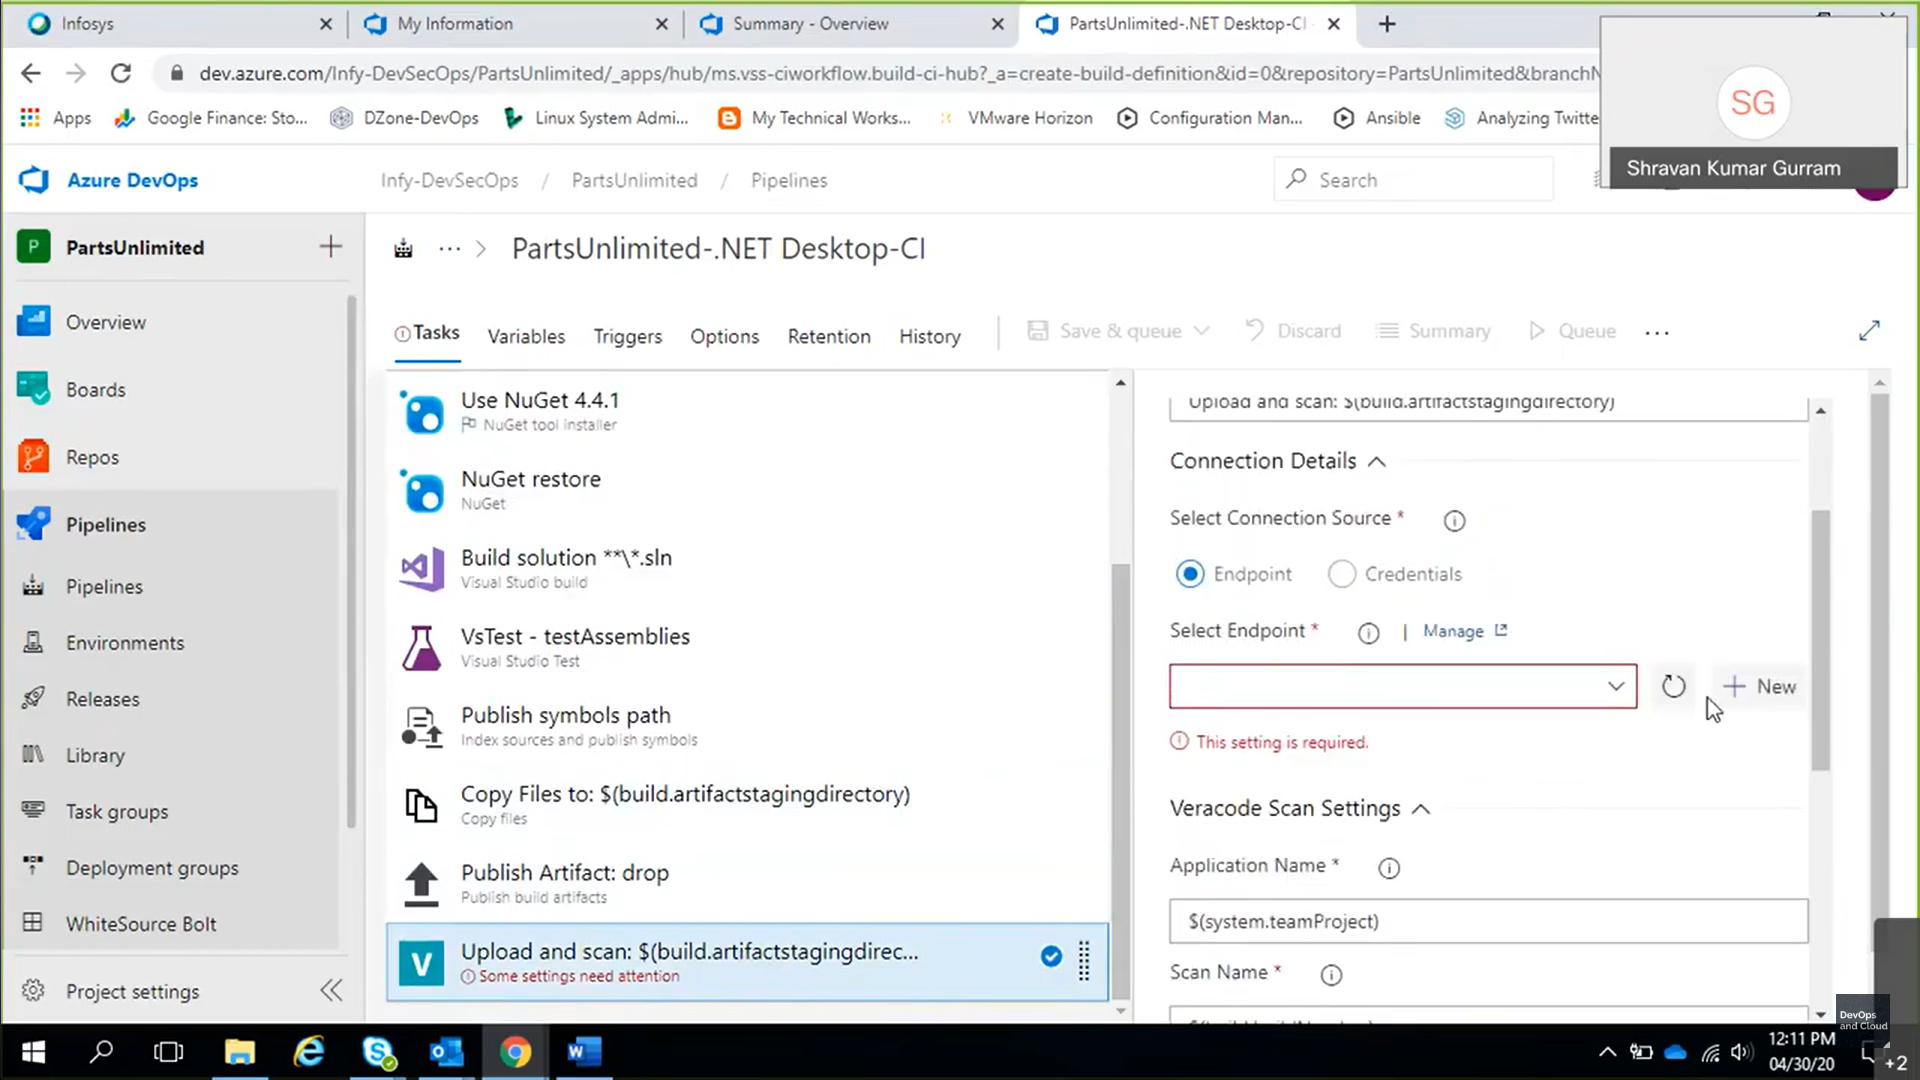 Infosys
My Information
Summary - Overview
PartsUnlimited-.NET Desktop-CI
dev.azure.com/Infy-DevSecOps/PartsUnlimited/_apps/hub/ms.vss-ciworkflow.build-ci-hub?_a=create-build-definition&id=0&repository=PartsUnlimited&branchN
Apps
Google Finance: Sto...
DZone-DevOps
Linux System Admi...
My Technical Works...
VMware Horizon
Configuration Man...
Ansible
Analyzing Twitte
SG
Shravan Kumar Gurram
Azure DevOps
Infy-DevSecOps / PartsUnlimited / Pipelines
Search
P PartsUnlimited
Overview
Boards
Repos
Pipelines
Pipelines
Environments
Releases
Library
Task groups
Deployment groups
WhiteSource Bolt
Project settings
... > PartsUnlimited-.NET Desktop-CI
Tasks
Variables
Triggers
Options
Retention
History
Save & queue
Discard
Summary
Queue
...
Use NuGet 4.4.1
NuGet tool installer
NuGet restore
NuGet
Build solution **\*.sln
Visual Studio build
VsTest - testAssemblies
Visual Studio Test
Publish symbols path
Index sources and publish symbols
Copy Files to: $(build.artifactstagingdirectory)
Copy files
Publish Artifact: drop
Publish build artifacts
V
Upload and scan: $(build.artifactstagingdirec...
Some settings need attention
Upload and scan: $(build.artifactstagingdirectory)
Connection Details
Select Connection Source *
Endpoint
Credentials
Select Endpoint * | Manage
New
This setting is required.
Veracode Scan Settings
Application Name *
$(system.teamProject)
Scan Name *
DevOps
and Cloud
12:11 PM
04/30/20
+2